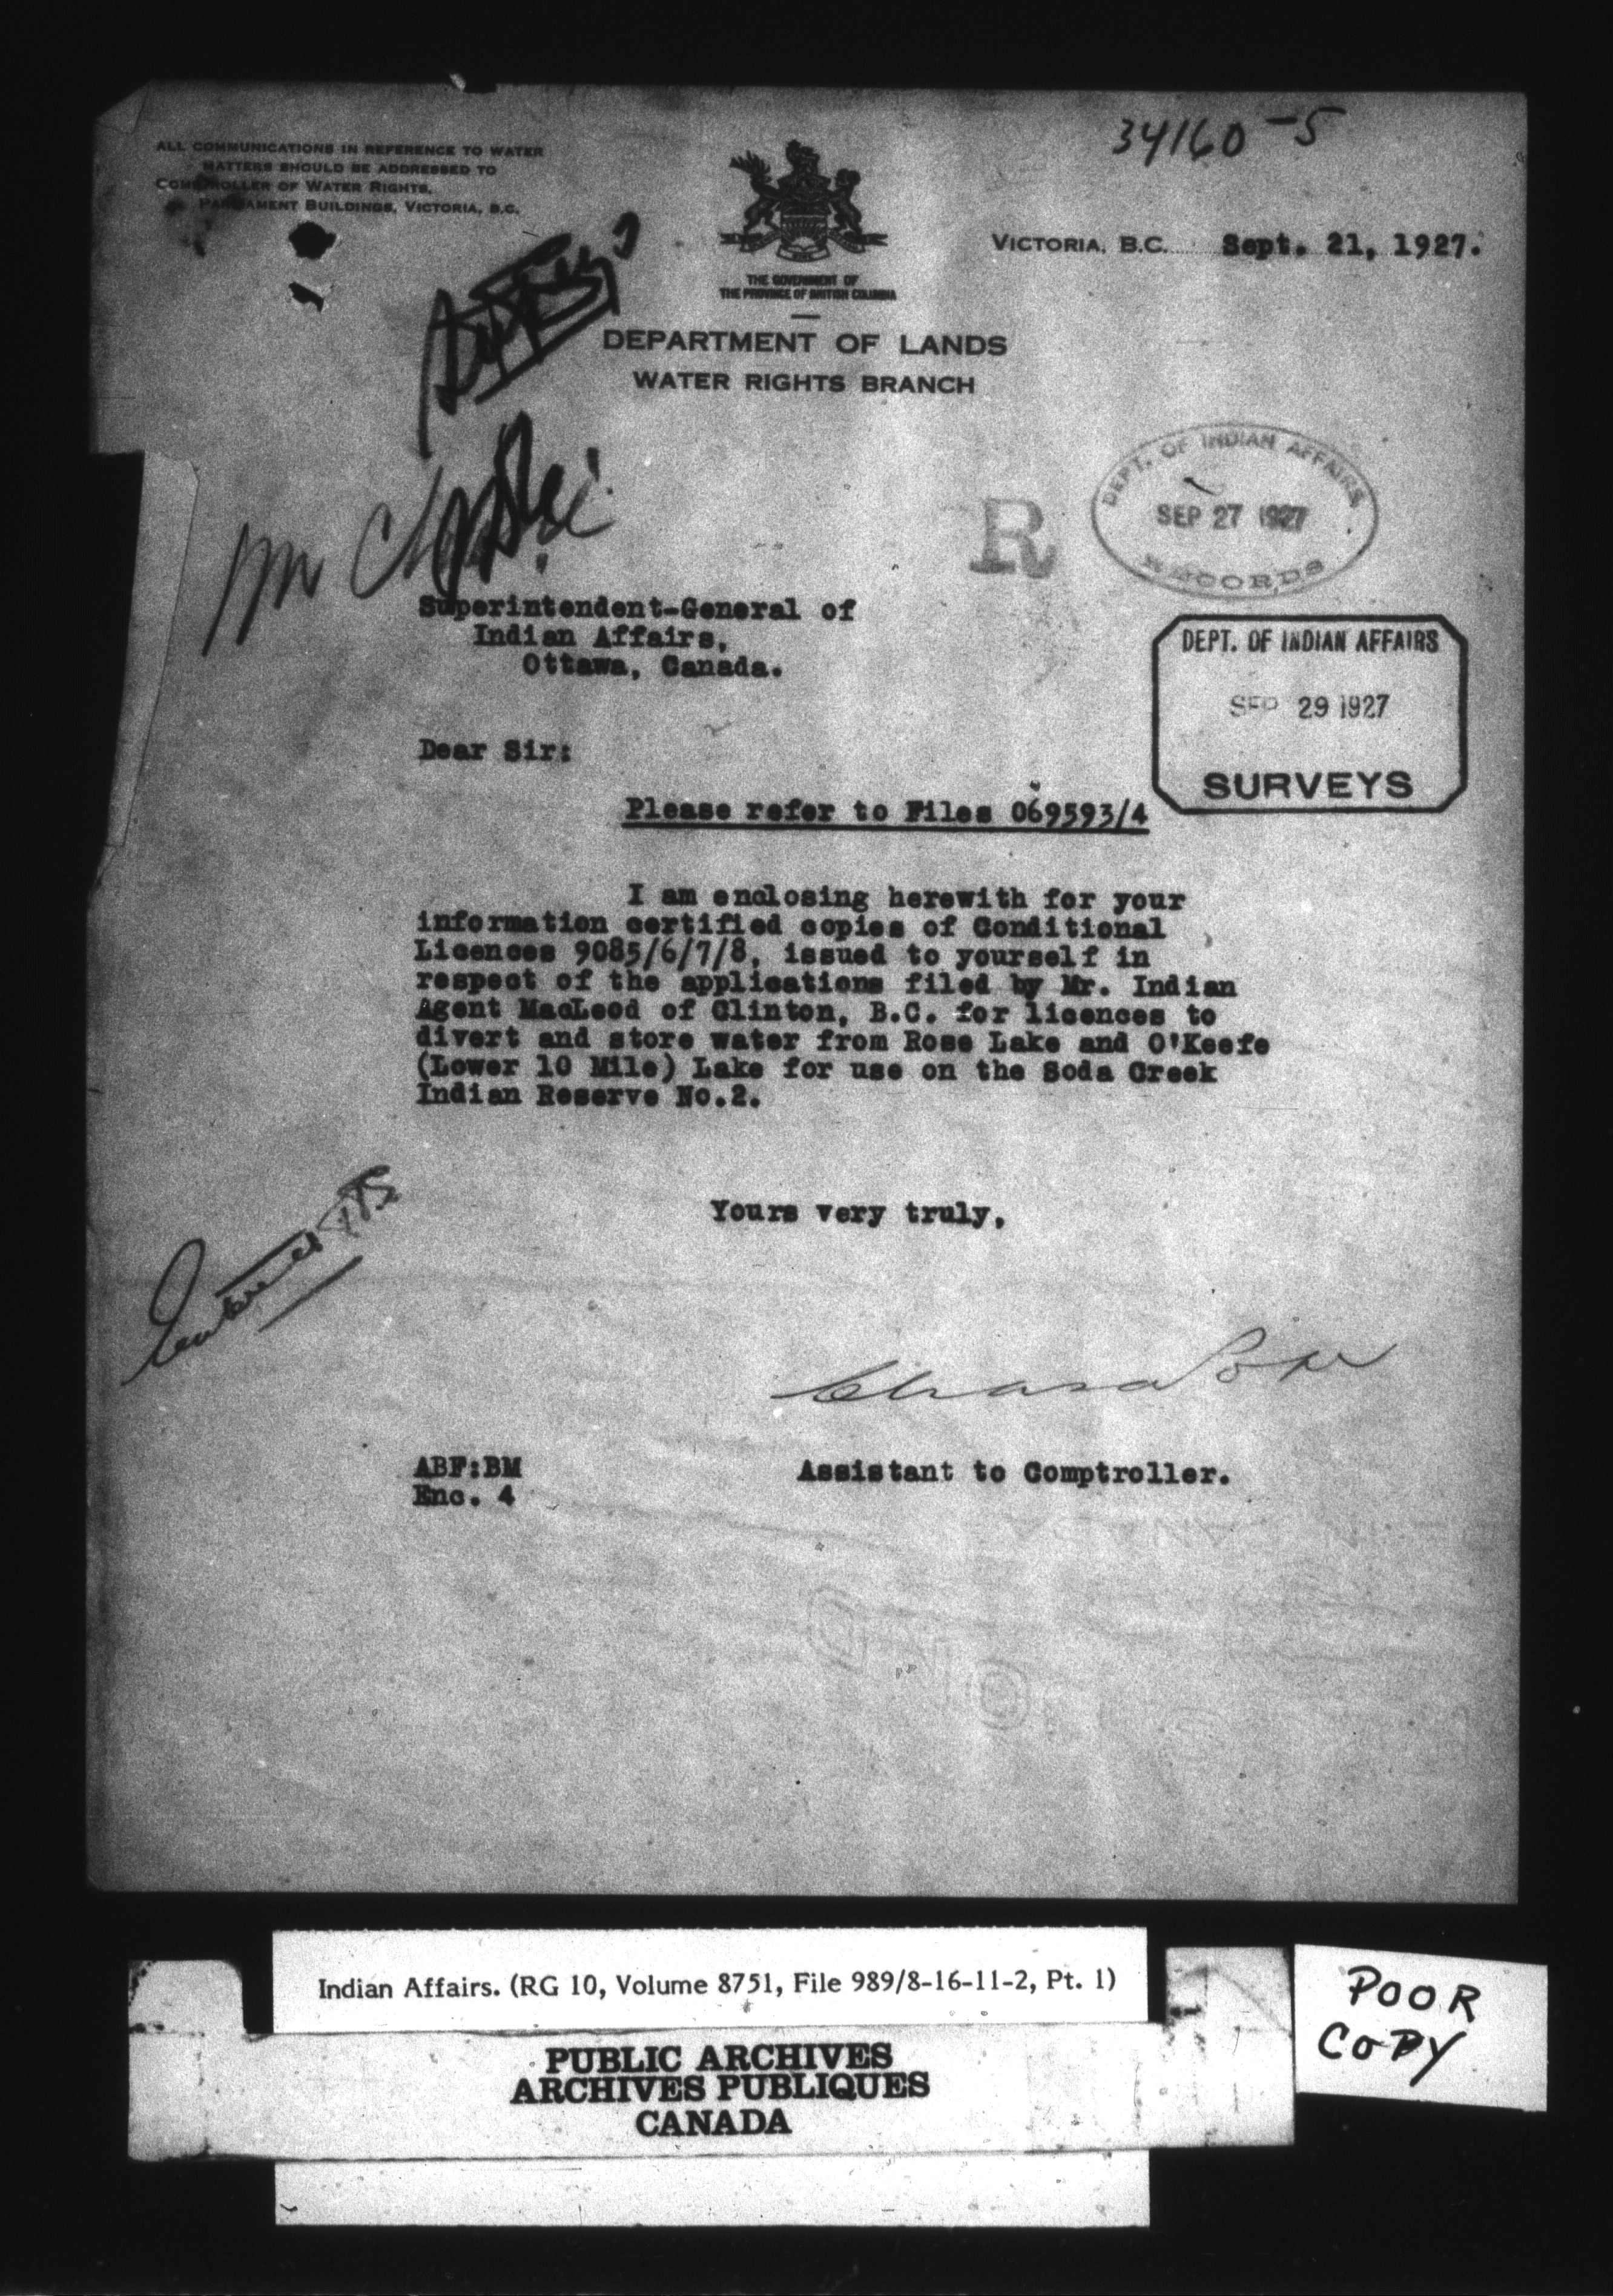 34160-5
ALL COMMUNICATIONS IN REFERENCE TO WATER
MATTERS SHOULD BE ADDRESSED TO
COMPTROLLER OF WATER RIGHTS,
PARLIAMENT BUILDINGS, VICTORIA, B.C.
THE GOVERNMENT OF
THE PROVINCE OF BRITISH COLUMBIA
VICTORIA, B.C. Sept. 21, 1927.
DEPARTMENT OF LANDS
WATER RIGHTS BRANCH
DEPT. OF INDIAN AFFAIRS
SEP 27 1927
RECORDS
R
Mr
Superintendent-General of
Indian Affairs,
Ottawa, Canada.
DEPT. OF INDIAN AFFAIRS
SEP 29 1927
SURVEYS
Dear Sir:
Please refer to Files 069593/4
I am enclosing herewith for your
information certified copies of Conditional
Licences 9085/6/7/8, issued to yourself in
respect of the applications filed by Mr. Indian
Agent MacLeod of Clinton, B.C. for licences to
divert and store water from Rose Lake and O'Keefe
(Lower 10 Mile) Lake for use on the Soda Creek
Indian Reserve No.2.
Yours very truly,
Entered
ABF:BM
Enc. 4
Assistant to Comptroller.
Indian Affairs. (RG 10, Volume 8751, File 989/8-16-11-2, Pt. 1)
PUBLIC ARCHIVES
ARCHIVES PUBLIQUES
CANADA
POOR
COPY